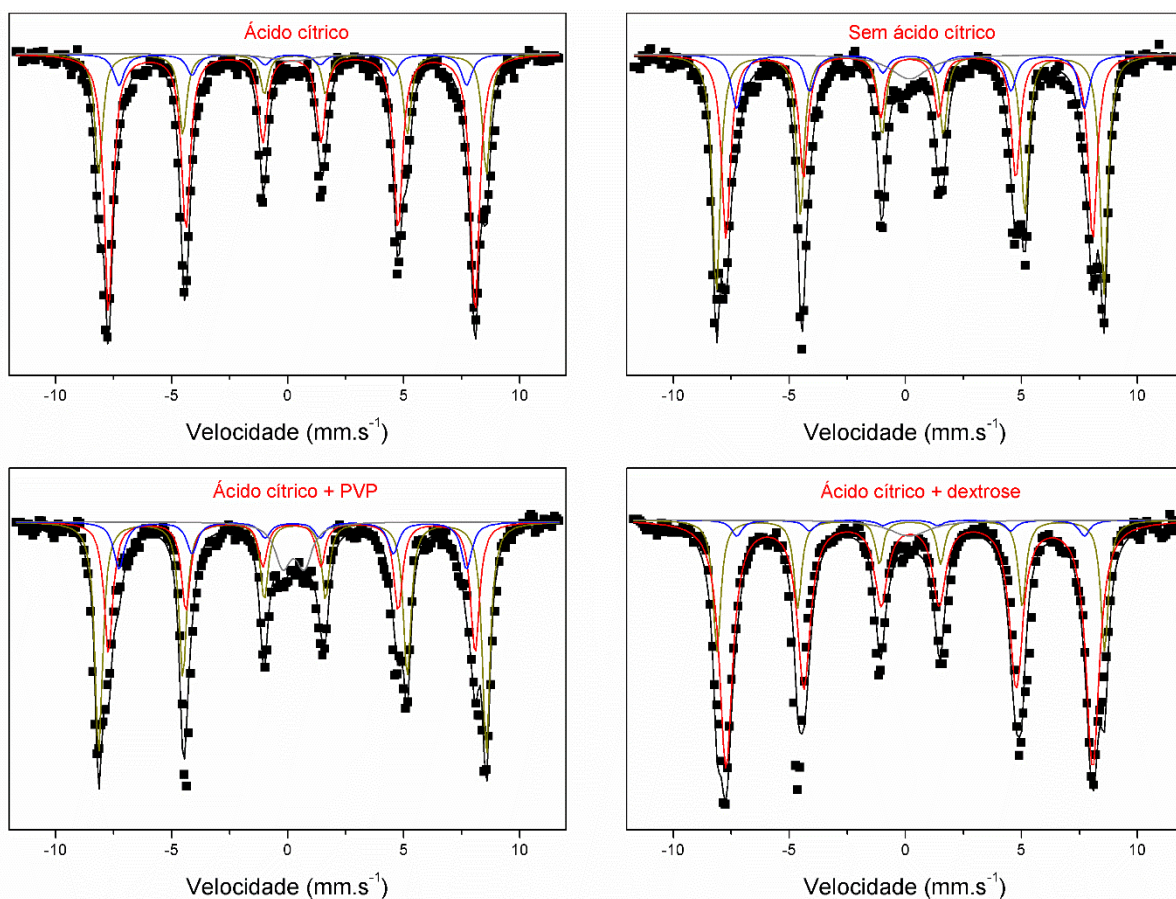 Ácido cítrico
-10 -5 0 5 10
Velocidade (mm.s⁻¹)
Sem ácido cítrico
-10 -5 0 5 10
Velocidade (mm.s⁻¹)
Ácido cítrico + PVP
-10 -5 0 5 10
Velocidade (mm.s⁻¹)
Ácido cítrico + dextrose
-10 -5 0 5 10
Velocidade (mm.s⁻¹)